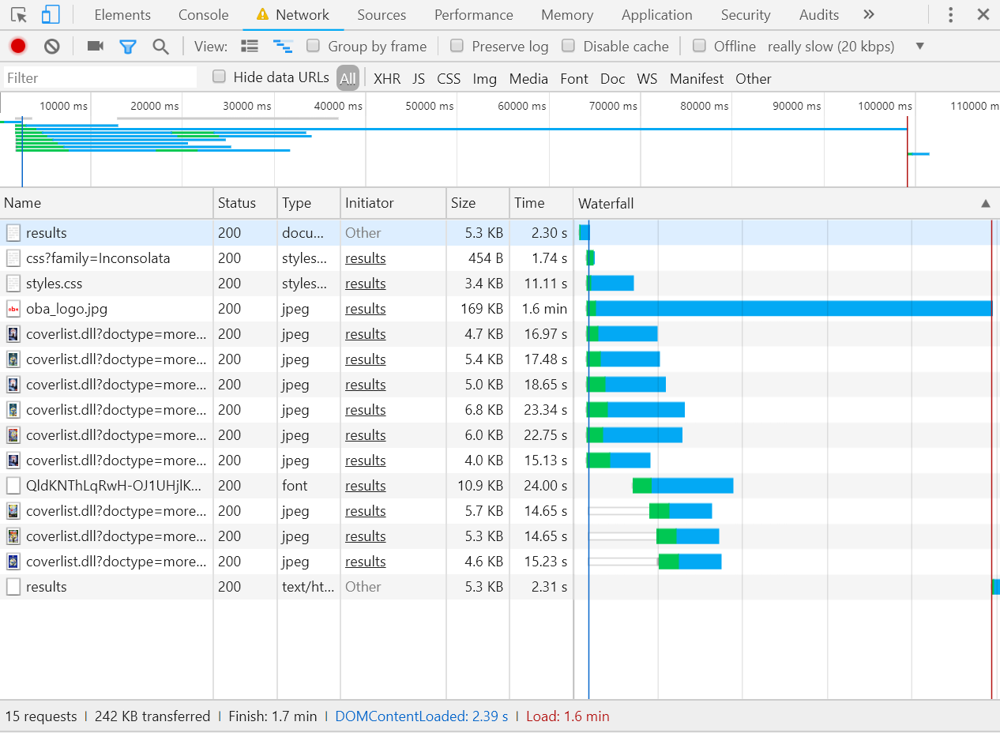 Elements Console Network Sources Performance Memory Application Security Audits »
View: Group by frame Preserve log Disable cache Offline really slow (20 kbps) ▼
Filter Hide data URLs All XHR JS CSS Img Media Font Doc WS Manifest Other
10000 ms 20000 ms 30000 ms 40000 ms 50000 ms 60000 ms 70000 ms 80000 ms 90000 ms 100000 ms 110000 m
Name Status Type Initiator Size Time Waterfall ▲
results 200 docu... Other 5.3 KB 2.30 s
css?family=Inconsolata 200 styles... results 454 B 1.74 s
styles.css 200 styles... results 3.4 KB 11.11 s
oba oba_logo.jpg 200 jpeg results 169 KB 1.6 min
coverlist.dll?doctype=more... 200 jpeg results 4.7 KB 16.97 s
coverlist.dll?doctype=more... 200 jpeg results 5.4 KB 17.48 s
coverlist.dll?doctype=more... 200 jpeg results 5.0 KB 18.65 s
coverlist.dll?doctype=more... 200 jpeg results 6.8 KB 23.34 s
coverlist.dll?doctype=more... 200 jpeg results 6.0 KB 22.75 s
coverlist.dll?doctype=more... 200 jpeg results 4.0 KB 15.13 s
QldKNThLqRwH-OJ1UHjlK... 200 font results 10.9 KB 24.00 s
coverlist.dll?doctype=more... 200 jpeg results 5.7 KB 14.65 s
coverlist.dll?doctype=more... 200 jpeg results 5.3 KB 14.65 s
coverlist.dll?doctype=more... 200 jpeg results 4.6 KB 15.23 s
results 200 text/ht... Other 5.3 KB 2.31 s
15 requests | 242 KB transferred | Finish: 1.7 min | DOMContentLoaded: 2.39 s | Load: 1.6 min